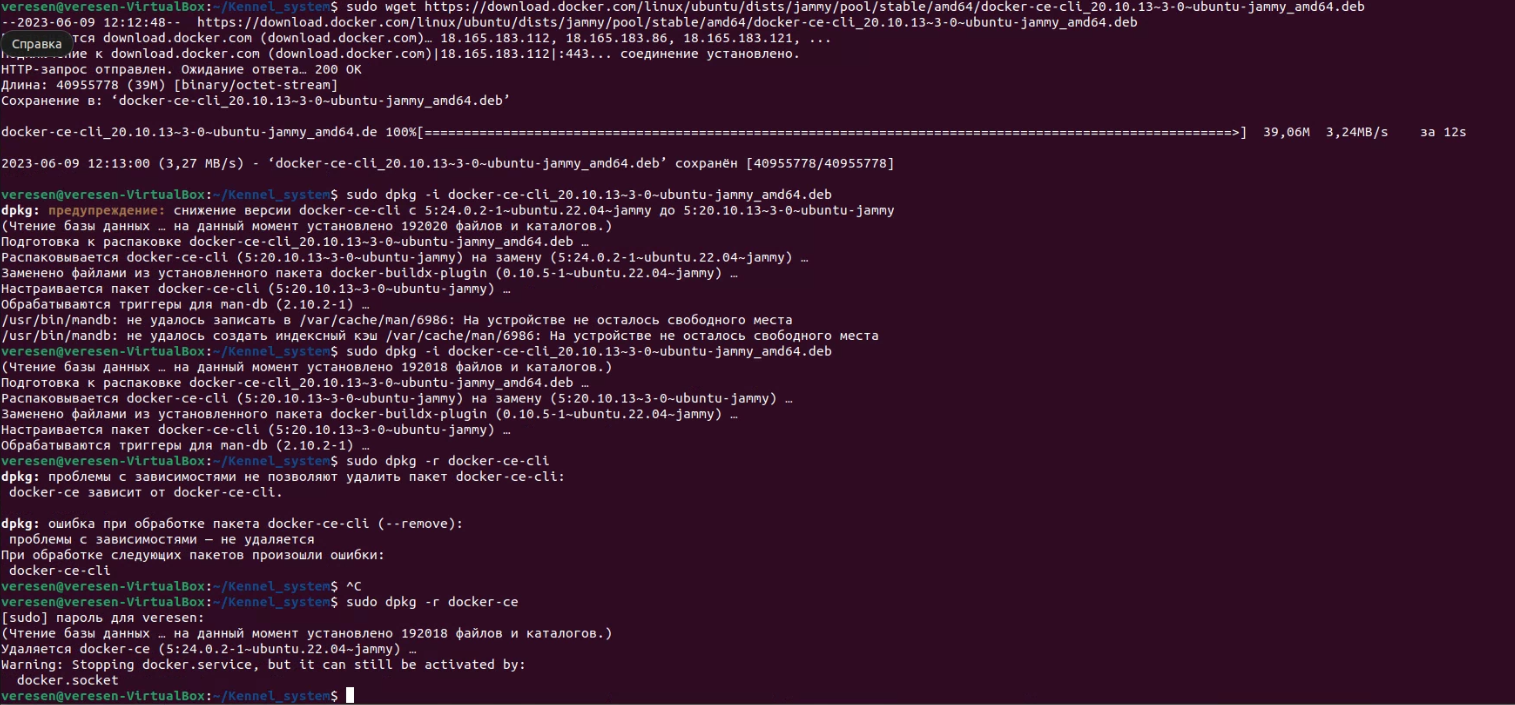 veresen@veresen-VirtualBox:~/Kennel_system$ sudo wget https://download.docker.com/linux/ubuntu/dists/jammy/pool/stable/amd64/docker-ce-cli_20.10.13~3-0~ubuntu-jammy_amd64.deb
--2023-06-09 12:12:48--  https://download.docker.com/linux/ubuntu/dists/jammy/pool/stable/amd64/docker-ce-cli_20.10.13~3-0~ubuntu-jammy_amd64.deb
тся download.docker.com (download.docker.com)… 18.165.183.112, 18.165.183.86, 18.165.183.121, ...
Справка
Подключение к download.docker.com (download.docker.com)|18.165.183.112|:443... соединение установлено.
HTTP-запрос отправлен. Ожидание ответа… 200 OK
Длина: 40955778 (39M) [binary/octet-stream]
Сохранение в: ‘docker-ce-cli_20.10.13~3-0~ubuntu-jammy_amd64.deb’
docker-ce-cli_20.10.13~3-0~ubuntu-jammy_amd64.de 100%[=======================================================================================================>]  39,06M  3,24MB/s    за 12s
2023-06-09 12:13:00 (3,27 MB/s) - ‘docker-ce-cli_20.10.13~3-0~ubuntu-jammy_amd64.deb’ сохранён [40955778/40955778]
veresen@veresen-VirtualBox:~/Kennel_system$ sudo dpkg -i docker-ce-cli_20.10.13~3-0~ubuntu-jammy_amd64.deb
dpkg: предупреждение: снижение версии docker-ce-cli с 5:24.0.2-1~ubuntu.22.04~jammy до 5:20.10.13~3-0~ubuntu-jammy
(Чтение базы данных … на данный момент установлено 192020 файлов и каталогов.)
Подготовка к распаковке docker-ce-cli_20.10.13~3-0~ubuntu-jammy_amd64.deb …
Распаковывается docker-ce-cli (5:20.10.13~3-0~ubuntu-jammy) на замену (5:24.0.2-1~ubuntu.22.04~jammy) …
Заменено файлами из установленного пакета docker-buildx-plugin (0.10.5-1~ubuntu.22.04~jammy) …
Настраивается пакет docker-ce-cli (5:20.10.13~3-0~ubuntu-jammy) …
Обрабатываются триггеры для man-db (2.10.2-1) …
/usr/bin/mandb: не удалось записать в /var/cache/man/6986: На устройстве не осталось свободного места
/usr/bin/mandb: не удалось создать индексный кэш /var/cache/man/6986: На устройстве не осталось свободного места
veresen@veresen-VirtualBox:~/Kennel_system$ sudo dpkg -i docker-ce-cli_20.10.13~3-0~ubuntu-jammy_amd64.deb
(Чтение базы данных … на данный момент установлено 192018 файлов и каталогов.)
Подготовка к распаковке docker-ce-cli_20.10.13~3-0~ubuntu-jammy_amd64.deb …
Распаковывается docker-ce-cli (5:20.10.13~3-0~ubuntu-jammy) на замену (5:20.10.13~3-0~ubuntu-jammy) …
Заменено файлами из установленного пакета docker-buildx-plugin (0.10.5-1~ubuntu.22.04~jammy) …
Настраивается пакет docker-ce-cli (5:20.10.13~3-0~ubuntu-jammy) …
Обрабатываются триггеры для man-db (2.10.2-1) …
veresen@veresen-VirtualBox:~/Kennel_system$ sudo dpkg -r docker-ce-cli
dpkg: проблемы с зависимостями не позволяют удалить пакет docker-ce-cli:
 docker-ce зависит от docker-ce-cli.
dpkg: ошибка при обработке пакета docker-ce-cli (--remove):
 проблемы с зависимостями — не удаляется
При обработке следующих пакетов произошли ошибки:
 docker-ce-cli
veresen@veresen-VirtualBox:~/Kennel_system$ ^C
veresen@veresen-VirtualBox:~/Kennel_system$ sudo dpkg -r docker-ce
[sudo] пароль для veresen:
(Чтение базы данных … на данный момент установлено 192018 файлов и каталогов.)
Удаляется docker-ce (5:24.0.2-1~ubuntu.22.04~jammy) …
Warning: Stopping docker.service, but it can still be activated by:
  docker.socket
veresen@veresen-VirtualBox:~/Kennel_system$